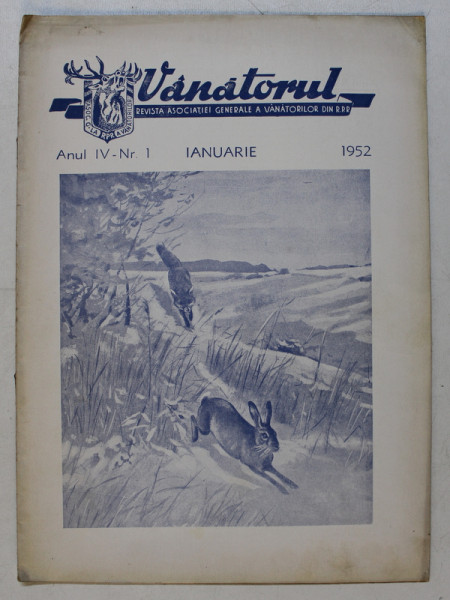 Vânătorul
REVISTA ASOCIAȚIEI GENERALE A VÂNĂTORILOR DIN R.P.R.
Anul IV - Nr. 1 IANUARIE 1952